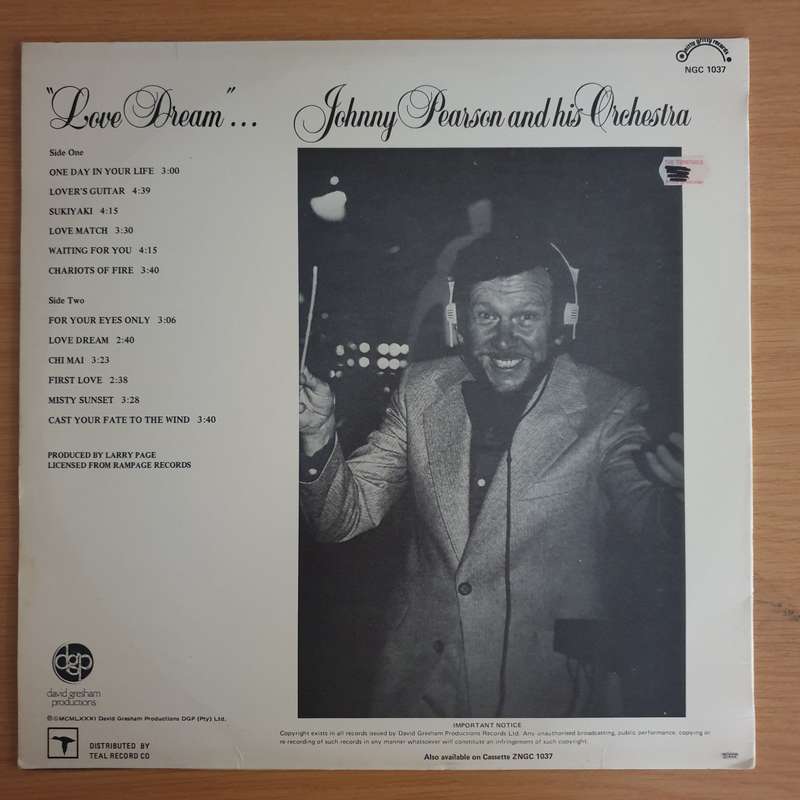 nitty gritty records
NGC 1037
"Love Dream"... Johnny Pearson and his Orchestra
Side One
ONE DAY IN YOUR LIFE 3:00
LOVER'S GUITAR 4:39
SUKIYAKI 4:15
LOVE MATCH 3:30
WAITING FOR YOU 4:15
CHARIOTS OF FIRE 3:40
Side Two
FOR YOUR EYES ONLY 3:06
LOVE DREAM 2:40
CHI MAI 3:23
FIRST LOVE 2:38
MISTY SUNSET 3:28
CAST YOUR FATE TO THE WIND 3:40
PRODUCED BY LARRY PAGE
LICENSED FROM RAMPAGE RECORDS
dgp
david gresham
productions
℗©MCMLXXXI David Gresham Productions DGP (Pty) Ltd.
DISTRIBUTED BY
TEAL RECORD CO
IMPORTANT NOTICE
Copyright exists in all records issued by David Gresham Productions Records Ltd. Any unauthorised broadcasting, public performance, copying or
re-recording of such records in any manner whatsoever will constitute an infringement of such copyright.
Also available on Cassette ZNGC 1037